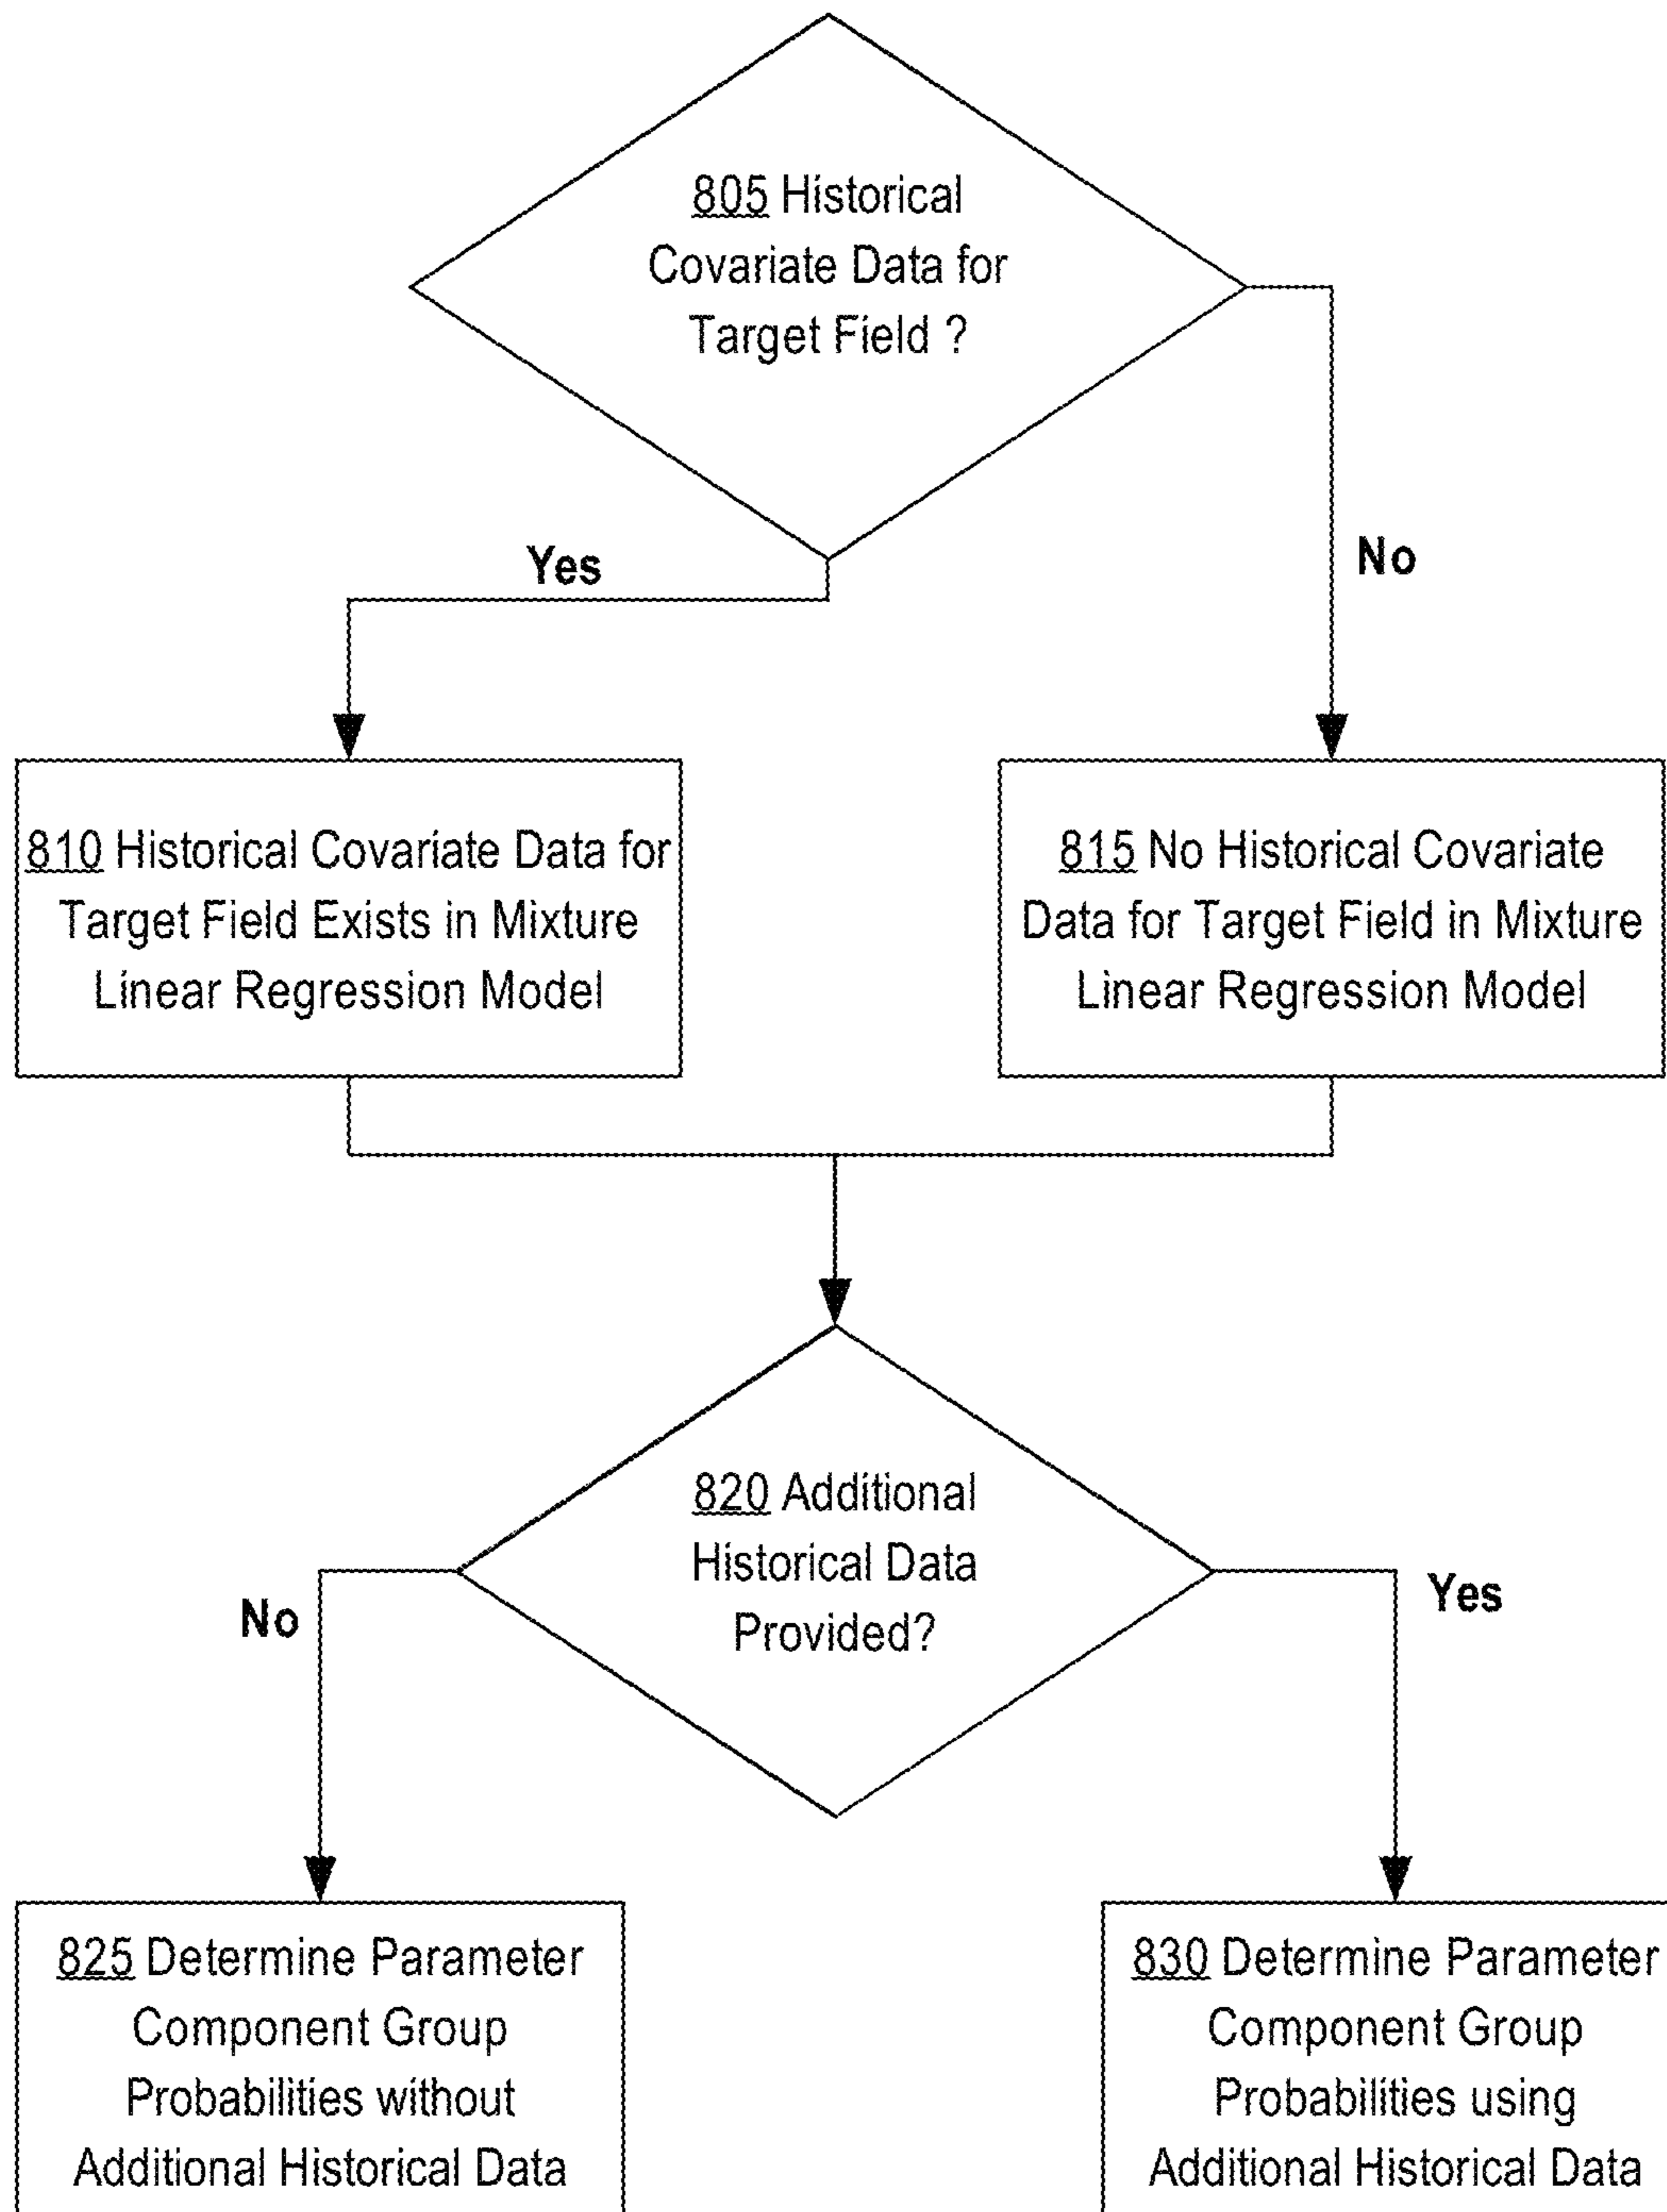 805 Historical
Covariate Data for
Target Field ?
Yes
No
810 Historical Covariate Data for
Target Field Exists in Mixture
Linear Regression Model
815 No Historical Covariate
Data for Target Field in Mixture
Linear Regression Model
820 Additional
Historical Data
Provided?
No
Yes
825 Determine Parameter
Component Group
Probabilities without
Additional Historical Data
830 Determine Parameter
Component Group
Probabilities using
Additional Historical Data